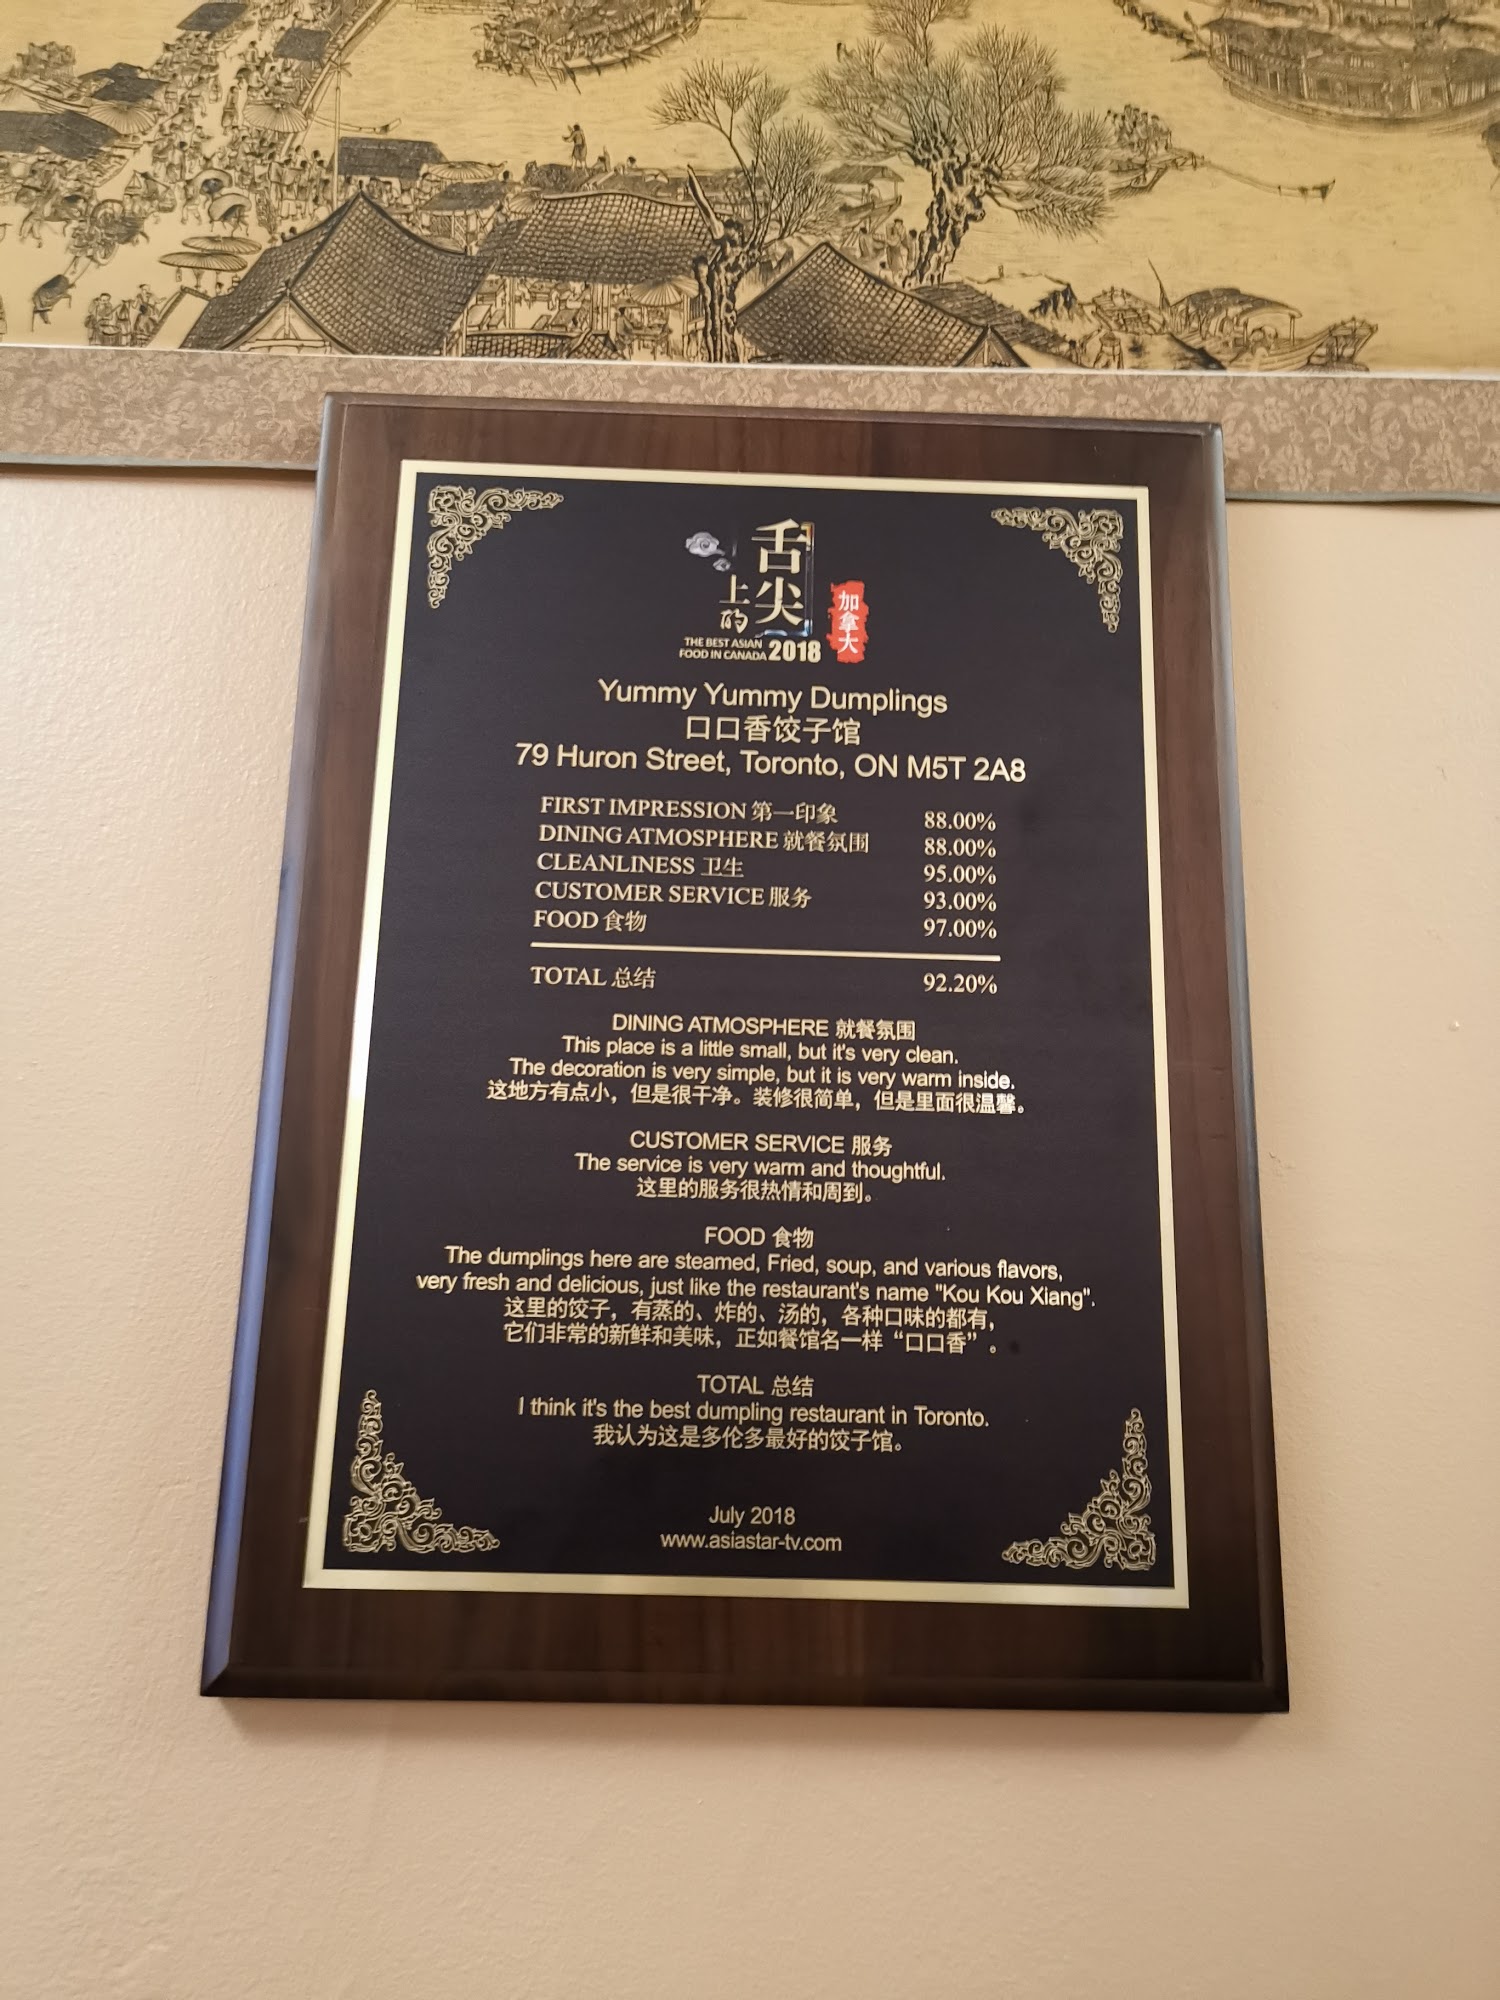 舌尖
上的
加拿大
THE BEST ASIAN
FOOD IN CANADA 2018
Yummy Yummy Dumplings
口口香饺子馆
79 Huron Street, Toronto, ON M5T 2A8
FIRST IMPRESSION 第一印象 88.00%
DINING ATMOSPHERE 就餐氛围 88.00%
CLEANLINESS 卫生 95.00%
CUSTOMER SERVICE 服务 93.00%
FOOD 食物 97.00%
TOTAL 总结 92.20%
DINING ATMOSPHERE 就餐氛围
This place is a little small, but it's very clean.
The decoration is very simple, but it is very warm inside.
这地方有点小，但是很干净。装修很简单，但是里面很温馨。
CUSTOMER SERVICE 服务
The service is very warm and thoughtful.
这里的服务很热情和周到。
FOOD 食物
The dumplings here are steamed, Fried, soup, and various flavors,
very fresh and delicious, just like the restaurant's name "Kou Kou Xiang".
这里的饺子，有蒸的、炸的、汤的，各种口味的都有，
它们非常的新鲜和美味，正如餐馆名一样“口口香”。
TOTAL 总结
I think it's the best dumpling restaurant in Toronto.
我认为这是多伦多最好的饺子馆。
July 2018
www.asiastar-tv.com